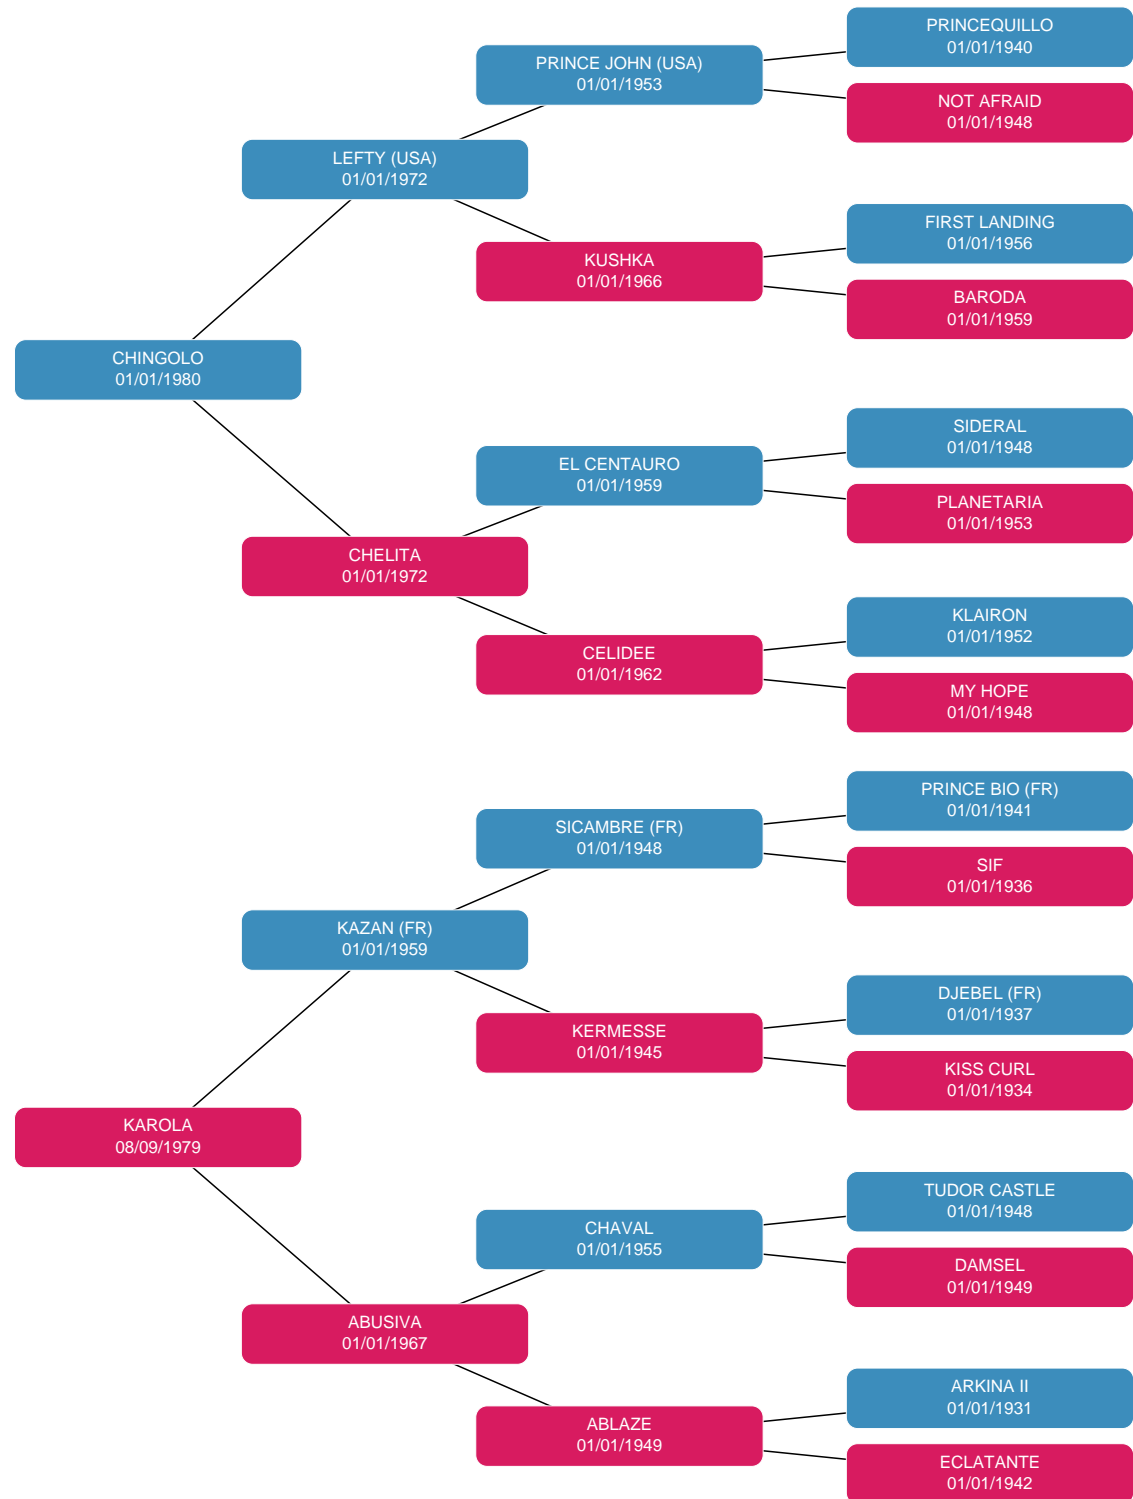 PRINCEQUILLO
01/01/1940
PRINCE JOHN (USA)
01/01/1953
NOT AFRAID
01/01/1948
LEFTY (USA)
01/01/1972
FIRST LANDING
01/01/1956
KUSHKA
01/01/1966
BARODA
01/01/1959
CHINGOLO
01/01/1980
SIDERAL
01/01/1948
EL CENTAURO
01/01/1959
PLANETARIA
01/01/1953
CHELITA
01/01/1972
KLAIRON
01/01/1952
CELIDEE
01/01/1962
MY HOPE
01/01/1948
PRINCE BIO (FR)
01/01/1941
SICAMBRE (FR)
01/01/1948
SIF
01/01/1936
KAZAN (FR)
01/01/1959
DJEBEL (FR)
01/01/1937
KERMESSE
01/01/1945
KISS CURL
01/01/1934
KAROLA
08/09/1979
TUDOR CASTLE
01/01/1948
CHAVAL
01/01/1955
DAMSEL
01/01/1949
ABUSIVA
01/01/1967
ARKINA II
01/01/1931
ABLAZE
01/01/1949
ECLATANTE
01/01/1942